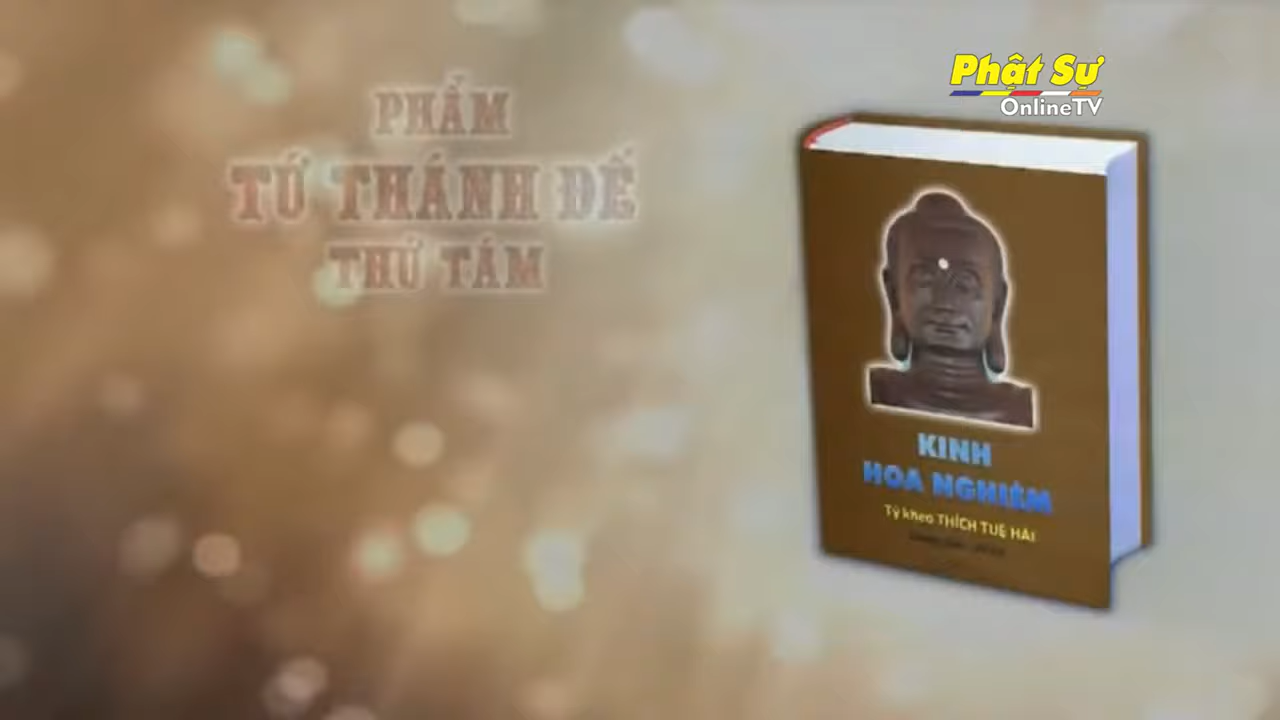 PHẨM
TỨ THÁNH ĐẾ
THỨ TÁM
Phật Sự
OnlineTV
KINH
HOA NGHIÊM
Tỳ kheo THÍCH TUỆ HẢI